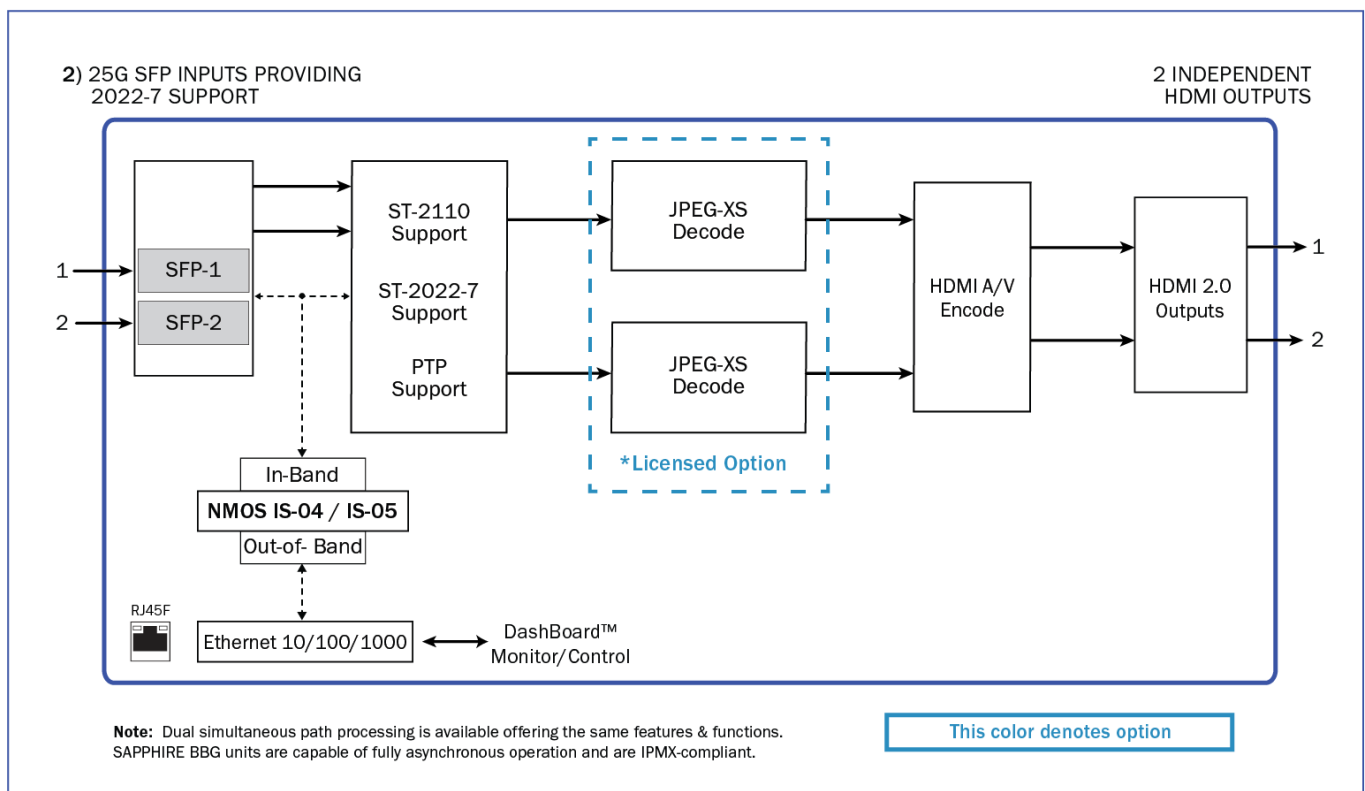 2) 25G SFP INPUTS PROVIDING
2022-7 SUPPORT
2 INDEPENDENT
HDMI OUTPUTS
1
2
SFP-1
SFP-2
ST-2110
Support
ST-2022-7
Support
PTP
Support
JPEG-XS
Decode
JPEG-XS
Decode
*Licensed Option
HDMI A/V
Encode
HDMI 2.0
Outputs
1
2
In-Band
NMOS IS-04 / IS-05
Out-of- Band
RJ45F
Ethernet 10/100/1000
DashBoard™
Monitor/Control
Note: Dual simultaneous path processing is available offering the same features & functions.
SAPPHIRE BBG units are capable of fully asynchronous operation and are IPMX-compliant.
This color denotes option